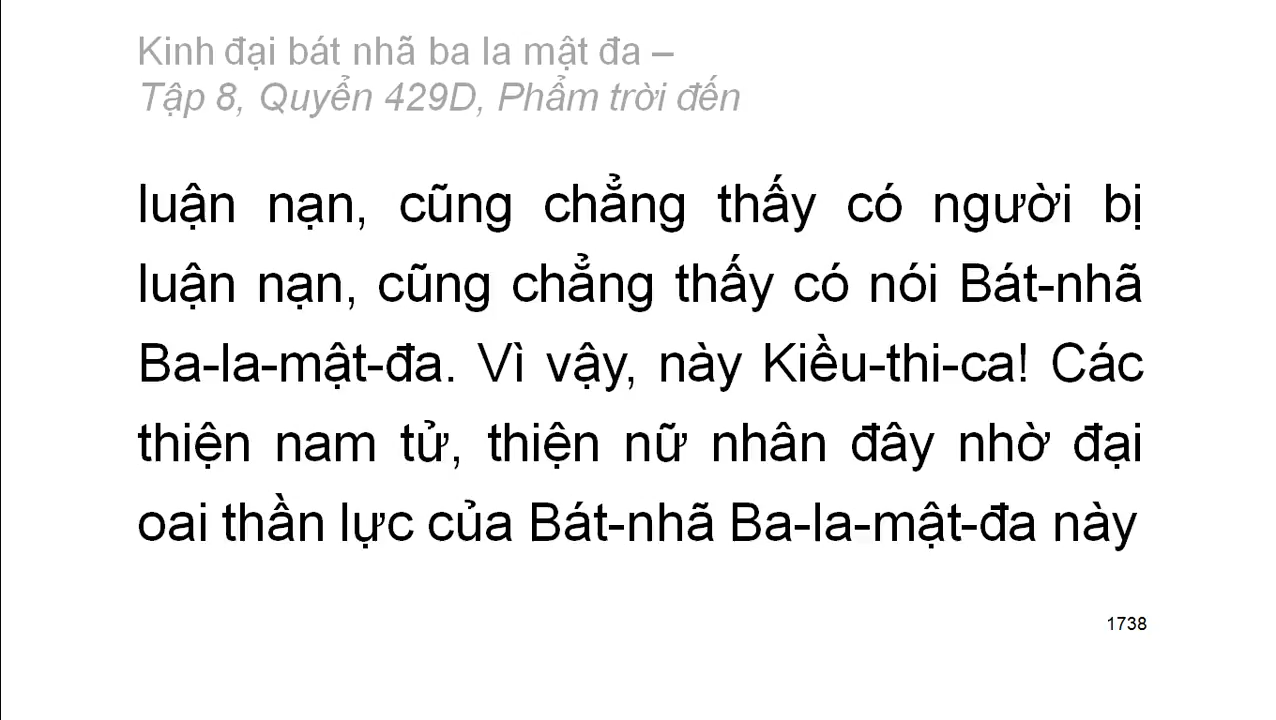 Kinh đại bát nhã ba la mật đa –
Tập 8, Quyển 429D, Phẩm trời đến
luận nạn, cũng chẳng thấy có người bị
luận nạn, cũng chẳng thấy có nói Bát-nhã
Ba-la-mật-đa. Vì vậy, này Kiều-thi-ca! Các
thiện nam tử, thiện nữ nhân đây nhờ đại
oai thần lực của Bát-nhã Ba-la-mật-đa này
1738